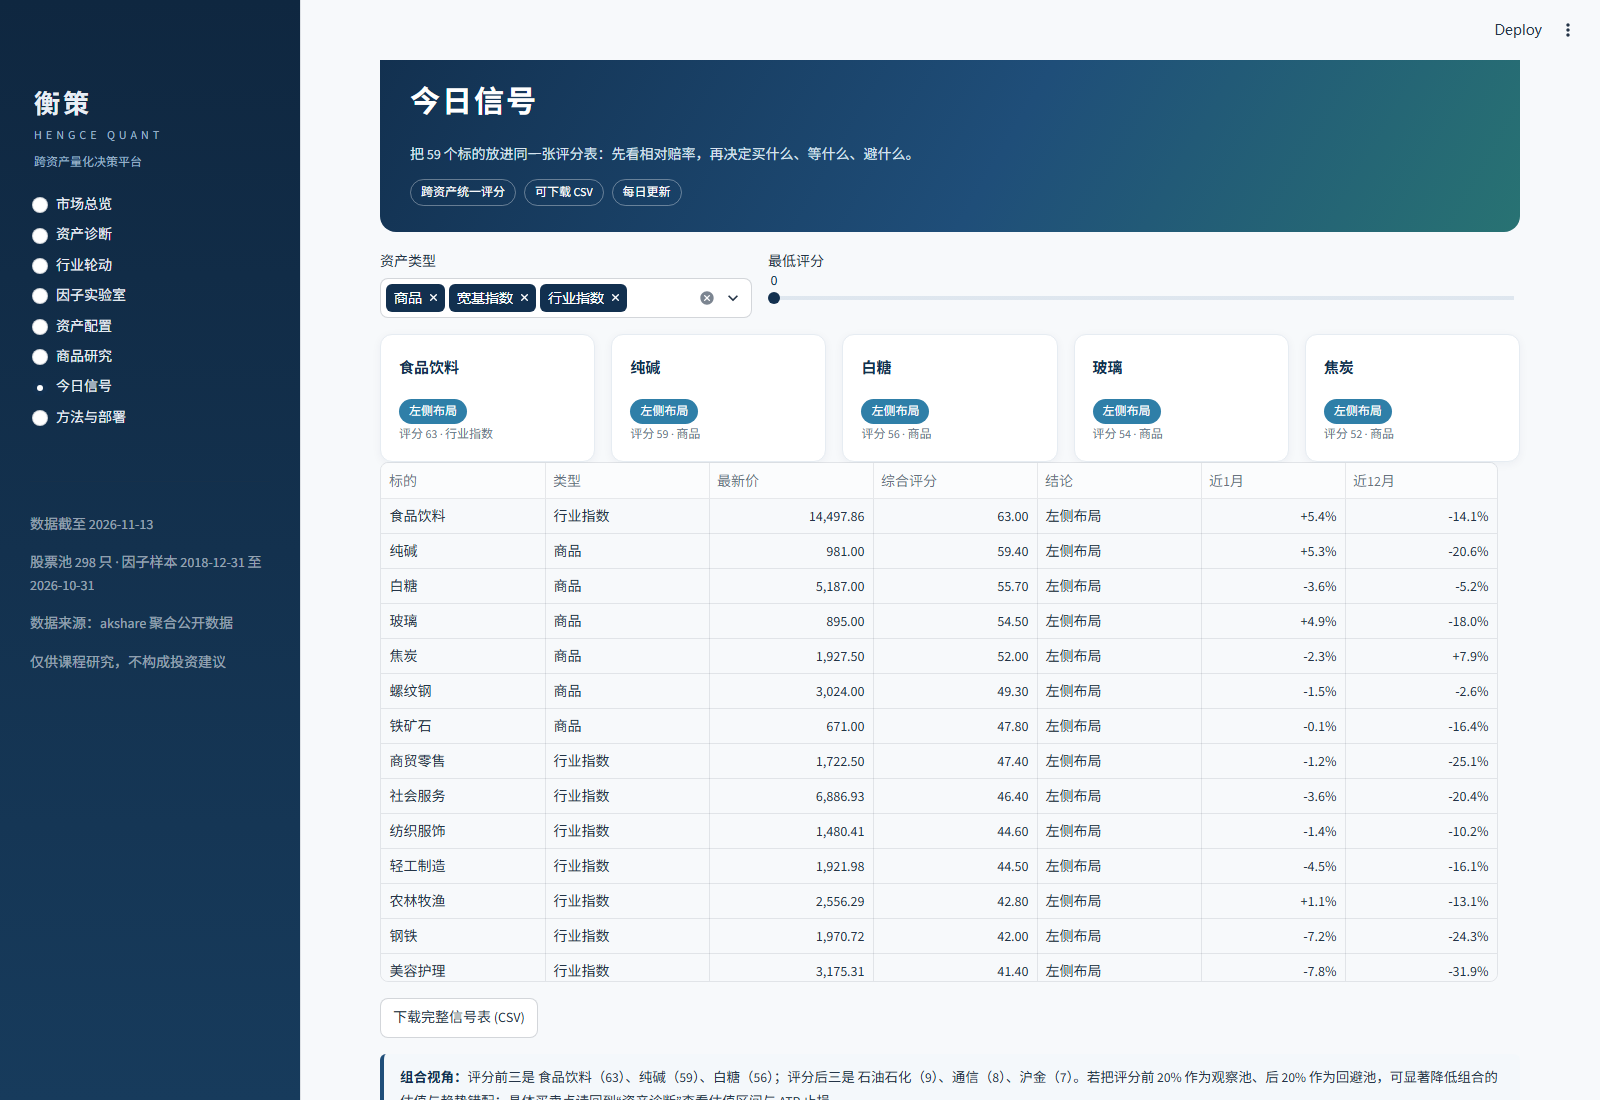 Deploy
衡策
HENGCE QUANT
跨资产量化决策平台
市场总览
资产诊断
行业轮动
因子实验室
资产配置
商品研究
今日信号
方法与部署
数据截至 2026-11-13
股票池 298 只 · 因子样本 2018-12-31 至
2026-10-31
数据来源：akshare 聚合公开数据
仅供课程研究，不构成投资建议
今日信号
把 59 个标的放进同一张评分表：先看相对赔率，再决定买什么、等什么、避什么。
跨资产统一评分 可下载 CSV 每日更新
资产类型 最低评分
商品 宽基指数 行业指数 0
食品饮料 纯碱 白糖 玻璃 焦炭
左侧布局 左侧布局 左侧布局 左侧布局 左侧布局
评分 63 · 行业指数 评分 59 · 商品 评分 56 · 商品 评分 54 · 商品 评分 52 · 商品
标的 类型 最新价 综合评分 结论 近1月 近12月
食品饮料 行业指数 14,497.86 63.00 左侧布局 +5.4% -14.1%
纯碱 商品 981.00 59.40 左侧布局 +5.3% -20.6%
白糖 商品 5,187.00 55.70 左侧布局 -3.6% -5.2%
玻璃 商品 895.00 54.50 左侧布局 +4.9% -18.0%
焦炭 商品 1,927.50 52.00 左侧布局 -2.3% +7.9%
螺纹钢 商品 3,024.00 49.30 左侧布局 -1.5% -2.6%
铁矿石 商品 671.00 47.80 左侧布局 -0.1% -16.4%
商贸零售 行业指数 1,722.50 47.40 左侧布局 -1.2% -25.1%
社会服务 行业指数 6,886.93 46.40 左侧布局 -3.6% -20.4%
纺织服饰 行业指数 1,480.41 44.60 左侧布局 -1.4% -10.2%
轻工制造 行业指数 1,921.98 44.50 左侧布局 -4.5% -16.1%
农林牧渔 行业指数 2,556.29 42.80 左侧布局 +1.1% -13.1%
钢铁 行业指数 1,970.72 42.00 左侧布局 -7.2% -24.3%
美容护理 行业指数 3,175.31 41.40 左侧布局 -7.8% -31.9%
下载完整信号表 (CSV)
组合视角：评分前三是 食品饮料（63）、纯碱（59）、白糖（56）；评分后三是 石油石化（9）、通信（8）、沪金（7）。若把评分前 20% 作为观察池、后 20% 作为回避池，可显著降低组合的
估值与趋势错配；具体买卖点请回到“资产诊断”查看估值区间与 ATR 止损。